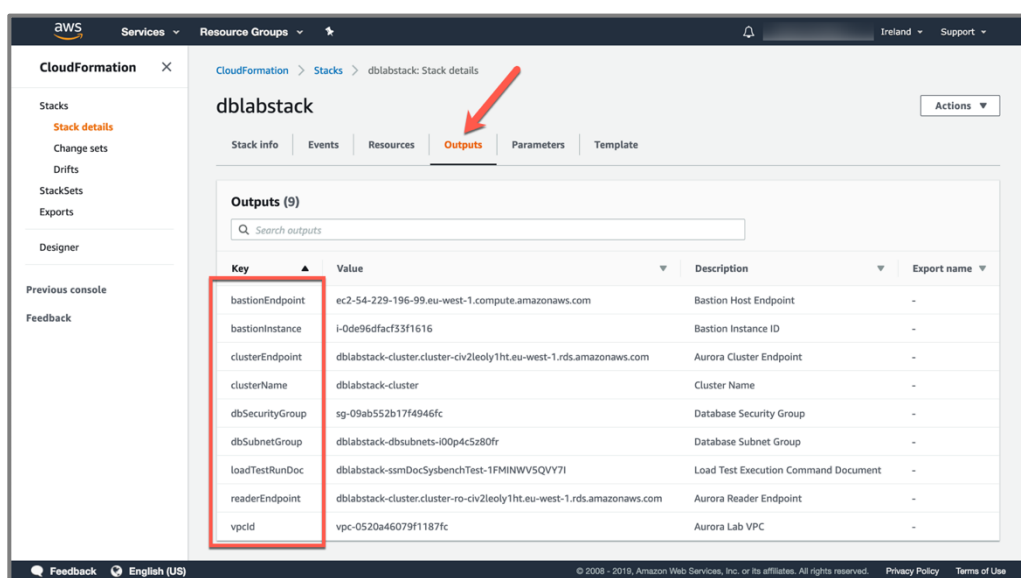 aws Services Resource Groups Ireland Support
CloudFormation ×
CloudFormation > Stacks > dblabstack: Stack details
Stacks
Stack details
Change sets
Drifts
StackSets
Exports
Designer
Previous console
Feedback
dblabstack
Actions
Stack info Events Resources Outputs Parameters Template
Outputs (9)
Search outputs
Key Value Description Export name
bastionEndpoint ec2-54-229-196-99.eu-west-1.compute.amazonaws.com Bastion Host Endpoint -
bastionInstance i-0de96dfacf33f1616 Bastion Instance ID -
clusterEndpoint dblabstack-cluster.cluster-civ2leoly1ht.eu-west-1.rds.amazonaws.com Aurora Cluster Endpoint -
clusterName dblabstack-cluster Cluster Name -
dbSecurityGroup sg-09ab552b17f4946fc Database Security Group -
dbSubnetGroup dblabstack-dbsubnets-i00p4c5z80fr Database Subnet Group -
loadTestRunDoc dblabstack-ssmDocSysbenchTest-1FMINWV5QVY7I Load Test Execution Command Document -
readerEndpoint dblabstack-cluster.cluster-ro-civ2leoly1ht.eu-west-1.rds.amazonaws.com Aurora Reader Endpoint -
vpcId vpc-0520a46079f1187fc Aurora Lab VPC -
Feedback English (US) © 2008 - 2019, Amazon Web Services, Inc. or its affiliates. All rights reserved. Privacy Policy Terms of Use